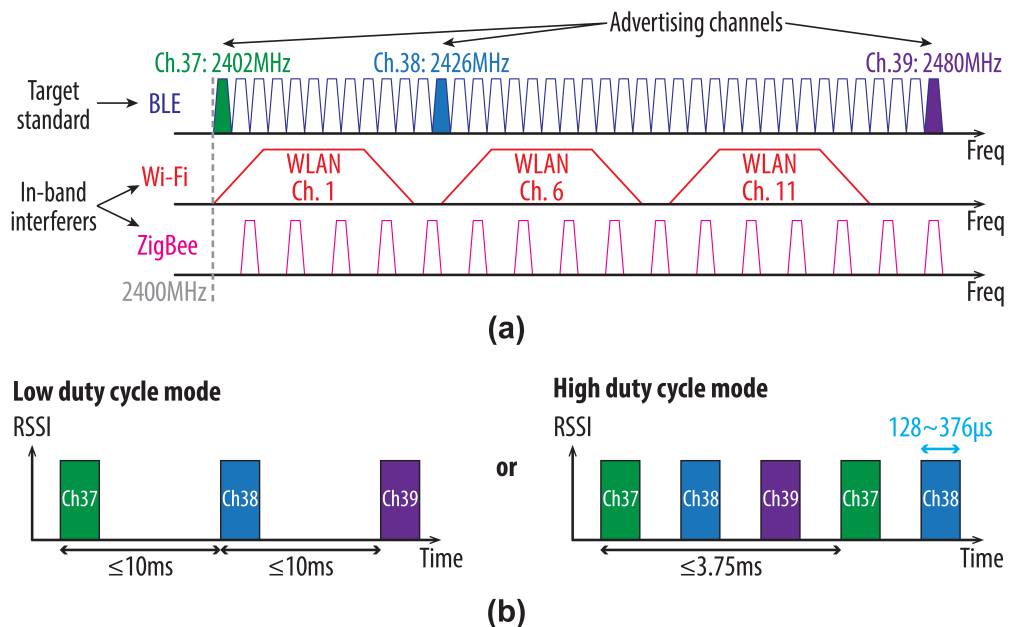 Advertising channels
Ch.37: 2402MHz
Ch.38: 2426MHz
Ch.39: 2480MHz
Target
standard
BLE
Freq
In-band
interferers
Wi-Fi
WLAN
Ch. 1
WLAN
Ch. 6
WLAN
Ch. 11
Freq
ZigBee
2400MHz
Freq
(a)
Low duty cycle mode
RSSI
Ch37
Ch38
Ch39
Time
≤10ms
≤10ms
or
High duty cycle mode
RSSI
128~376μs
Ch37
Ch38
Ch39
Ch37
Ch38
Time
≤3.75ms
(b)